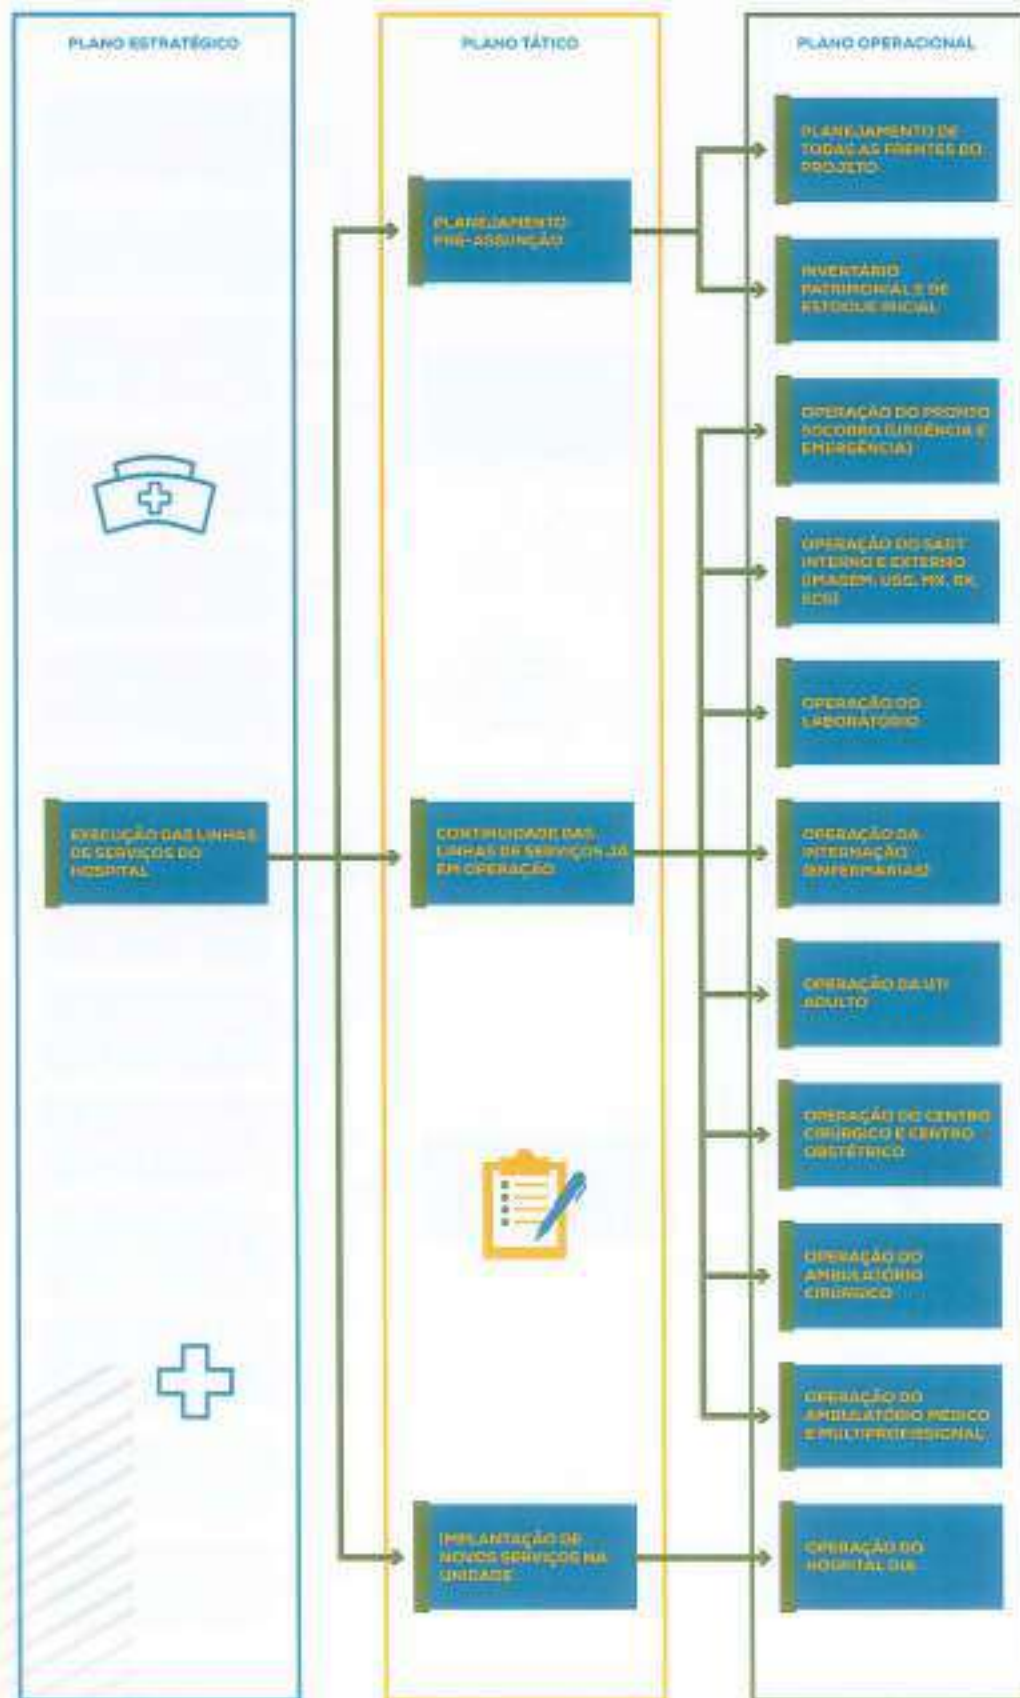 PLANO ESTRATÉGICO
PLANO TÁTICO
PLANO OPERACIONAL
EXECUÇÃO DAS LINHAS
DE SERVIÇOS DO
HOSPITAL
PLANEJAMENTO
PRÉ-ASSUNÇÃO
CONTINUIDADE DAS
LINHAS DE SERVIÇOS JÁ
EM OPERAÇÃO
IMPLANTAÇÃO DE
NOVOS SERVIÇOS NA
UNIDADE
PLANEJAMENTO DE
TODAS AS FRENTES DO
PROJETO
INVENTÁRIO
PATRIMONIAL E DE
ESTOQUE INICIAL
OPERAÇÃO DO PRONTO
SOCORRO (URGÊNCIA E
EMERGÊNCIA)
OPERAÇÃO DO SADT
INTERNO E EXTERNO
(IMAGEM, USG, MX, RX,
OPERAÇÃO DO
LABORATÓRIO
OPERAÇÃO DA
INTERNAÇÃO
(ENFERMARIAS)
OPERAÇÃO DA UTI
ADULTO
OPERAÇÃO DO CENTRO
CIRÚRGICO E CENTRO
OBSTÉTRICO
OPERAÇÃO DO
AMBULATÓRIO
CIRÚRGICO
OPERAÇÃO DO
AMBULATÓRIO MÉDICO
E MULTIPROFISSIONAL
OPERAÇÃO DO
HOSPITAL DIA